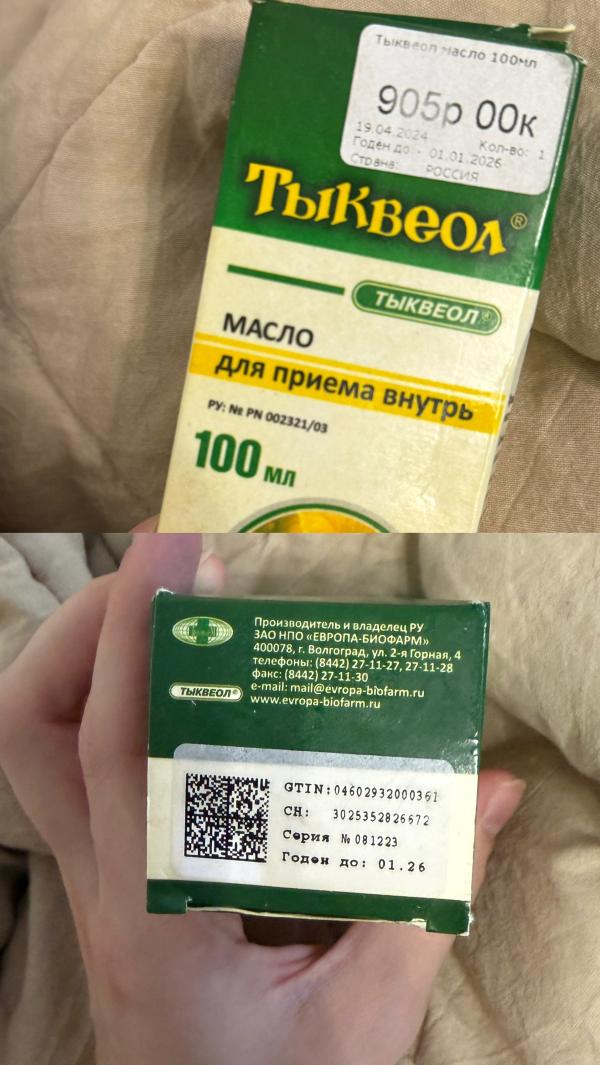 Тыквеол масло 100мл
905р 00к
19.04.2024
Кол-во: 1
Годен до - 01.01.2026
Страна: РОССИЯ
Тыквеол®
ТЫКВЕОЛ®
МАСЛО
для приема внутрь
РУ: № PN 002321/03
100 мл
Производитель и владелец РУ
ЗАО НПО «ЕВРОПА-БИОФАРМ»
400078, г. Волгоград, ул. 2-я Горная, 4
телефоны: (8442) 27-11-27, 27-11-28
факс: (8442) 27-11-30
e-mail: mail@evropa-biofarm.ru
www.evropa-biofarm.ru
ТЫКВЕОЛ®
GTIN:04602932000361
СН: 3025352826672
Серия № 081223
Годен до: 01.26